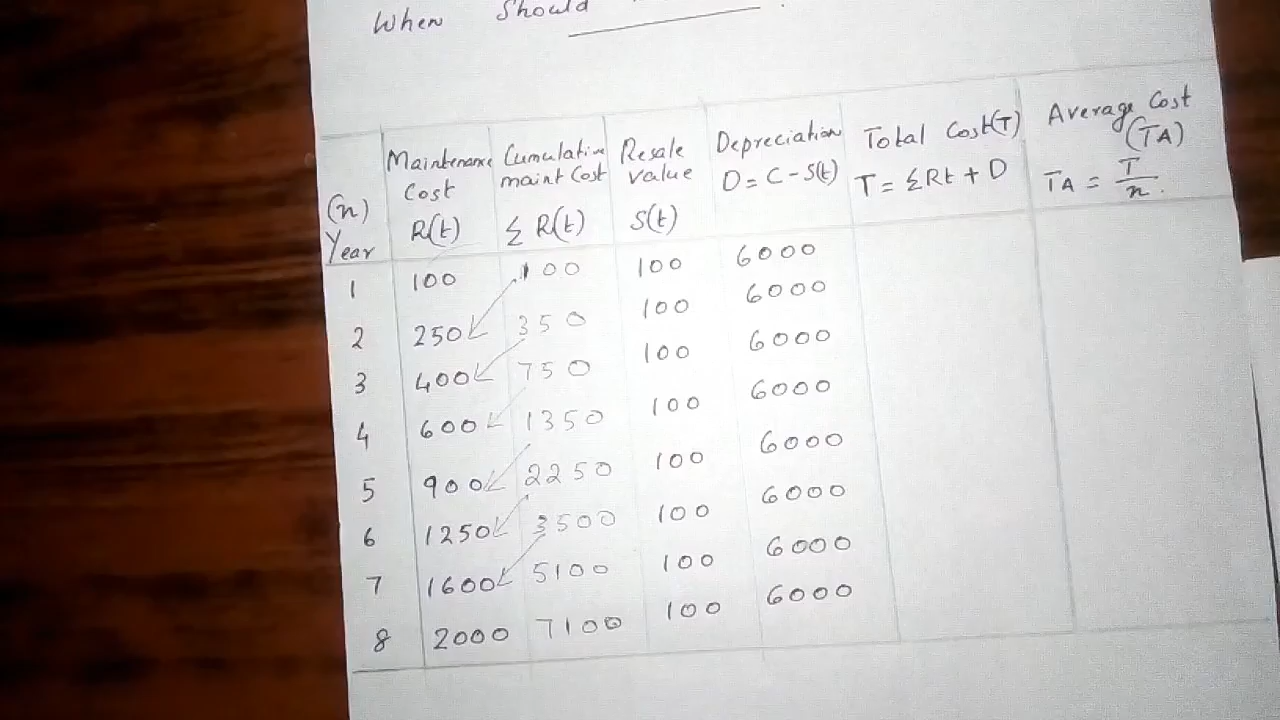 When Should
(n) Year Maintenance Cost R(t) Cumulative maint Cost Σ R(t) Resale value S(t) Depreciation D = C - S(t) Total Cost(T) T = ΣRt + D Average Cost (TA) TA = T/n.
1 100 100 100 6000
2 250 350 100 6000
3 400 750 100 6000
4 600 1350 100 6000
5 900 2250 100 6000
6 1250 3500 100 6000
7 1600 5100 100 6000
8 2000 7100 100 6000